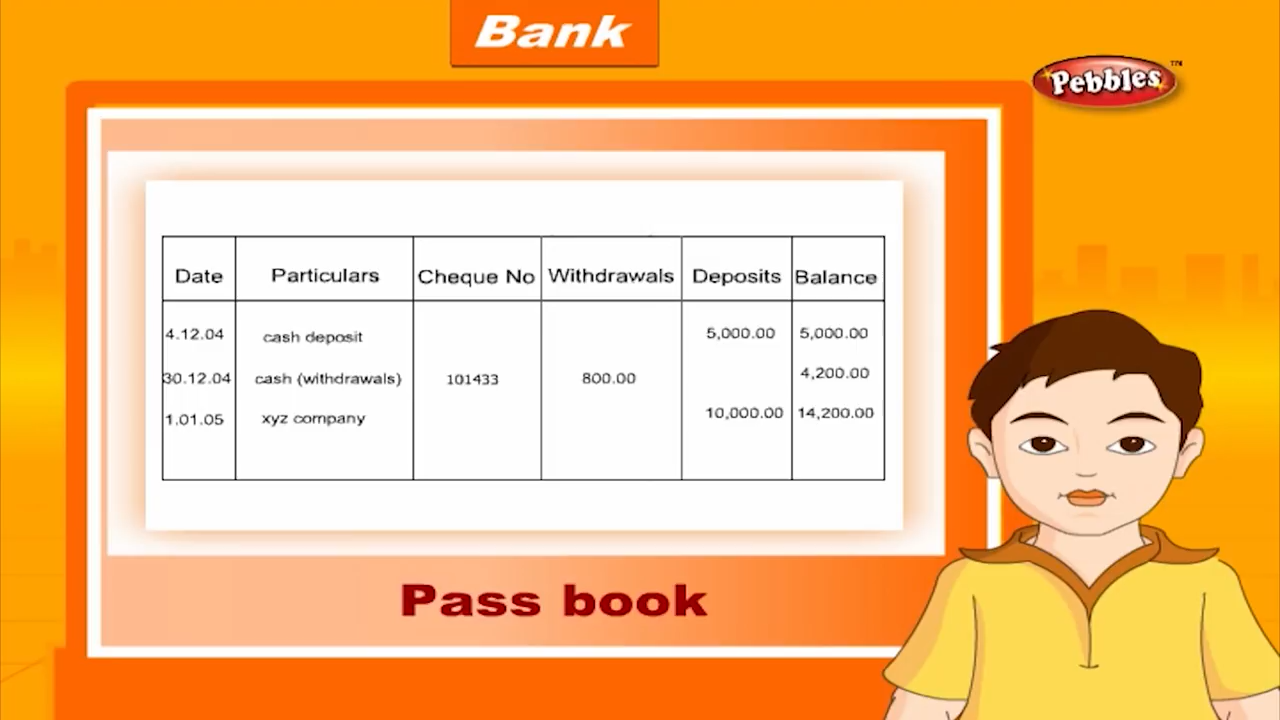 Bank
Pebbles™
Date Particulars Cheque No Withdrawals Deposits Balance
4.12.04 cash deposit 5,000.00 5,000.00
30.12.04 cash (withdrawals) 101433 800.00 4,200.00
1.01.05 xyz company 10,000.00 14,200.00
Pass book